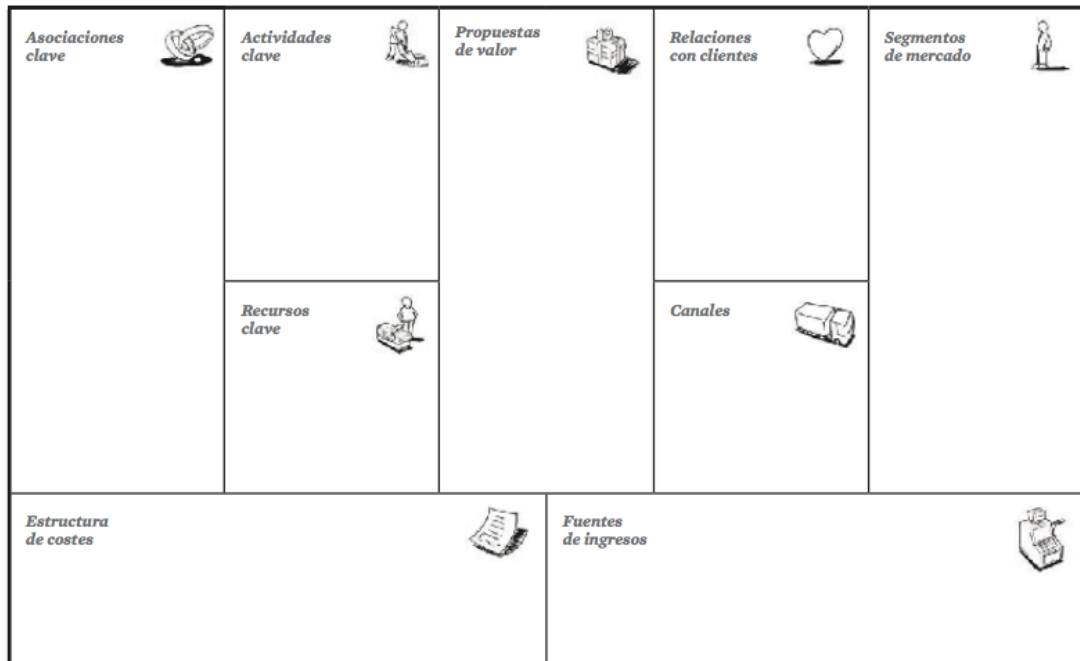 Asociaciones
clave
Actividades
clave
Propuestas
de valor
Relaciones
con clientes
Segmentos
de mercado
Recursos
clave
Canales
Estructura
de costes
Fuentes
de ingresos